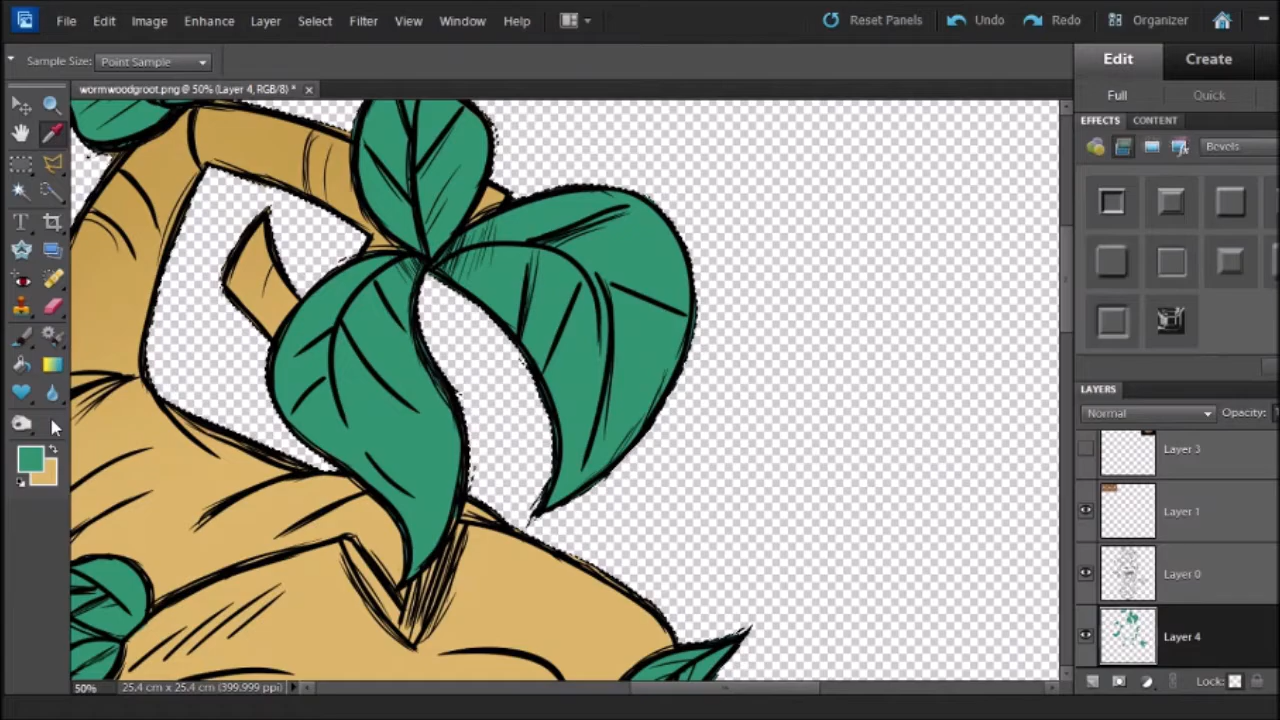 File Edit Image Enhance Layer Select Filter View Window Help Reset Panels Undo Redo Organizer
Sample Size: Point Sample Edit Create
wormwoodgroot.png @ 50% (Layer 4, RGB/8) * Full Quick
EFFECTS CONTENT
Bevels
LAYERS
Normal Opacity:
Layer 3
Layer 1
Layer 0
Layer 4
50% 25.4 cm x 25.4 cm (399.999 ppi) Lock: